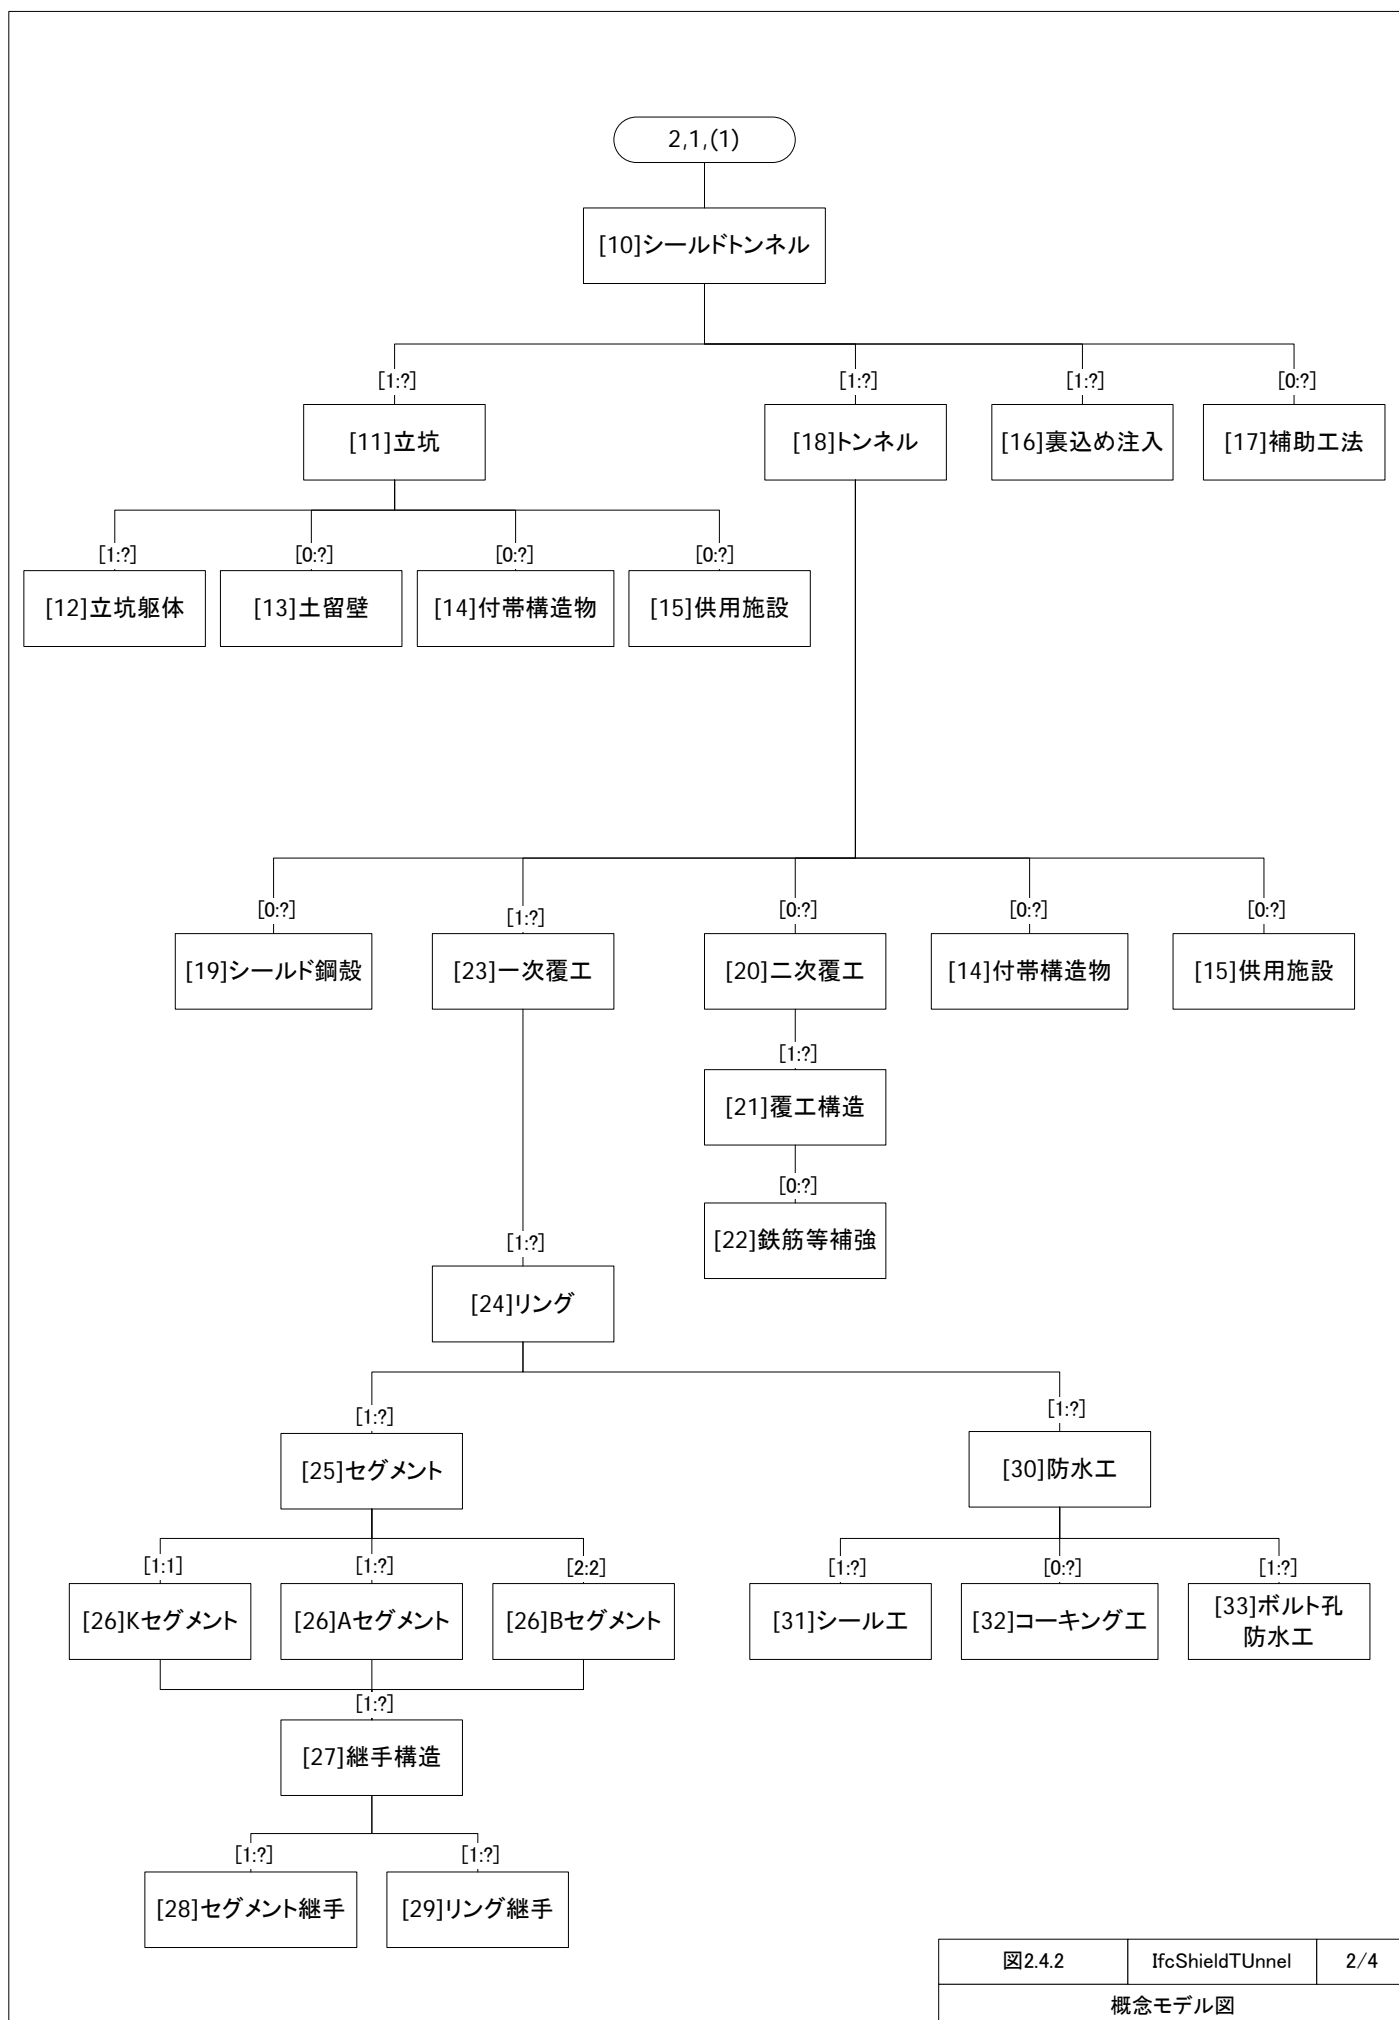 2,1,(1)
[10]シールドトンネル
[1:?]
[1:?]
[1:?]
[0:?]
[11]立坑
[18]トンネル
[16]裏込め注入
[17]補助工法
[1:?]
[0:?]
[0:?]
[0:?]
[12]立坑躯体
[13]土留壁
[14]付帯構造物
[15]供用施設
[0:?]
[1:?]
[0:?]
[0:?]
[0:?]
[19]シールド鋼殻
[23]一次覆工
[20]二次覆工
[14]付帯構造物
[15]供用施設
[1:?]
[21]覆工構造
[0:?]
[22]鉄筋等補強
[1:?]
[24]リング
[1:?]
[1:?]
[25]セグメント
[30]防水工
[1:1]
[1:?]
[2:2]
[1:?]
[0:?]
[1:?]
[26]Kセグメント
[26]Aセグメント
[26]Bセグメント
[31]シール工
[32]コーキング工
[33]ボルト孔
防水工
[1:?]
[27]継手構造
[1:?]
[1:?]
[28]セグメント継手
[29]リング継手
図2.4.2
IfcShieldTUnnel
2/4
概念モデル図